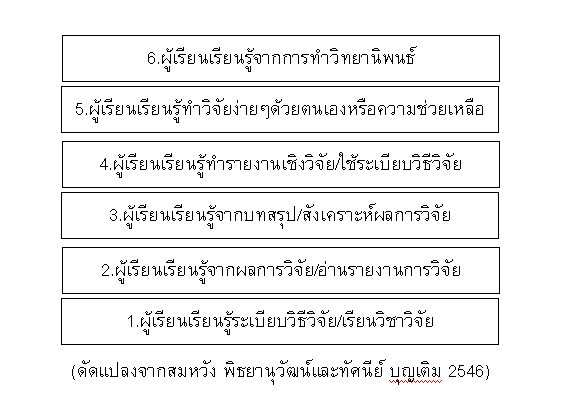 6.ผู้เรียนเรียนรู้จากการทำวิทยานิพนธ์
5.ผู้เรียนเรียนรู้ทำวิจัยง่ายๆด้วยตนเองหรือความช่วยเหลือ
4.ผู้เรียนเรียนรู้ทำรายงานเชิงวิจัย/ใช้ระเบียบวิธีวิจัย
3.ผู้เรียนเรียนรู้จากบทสรุป/สังเคราะห์ผลการวิจัย
2.ผู้เรียนเรียนรู้จากผลการวิจัย/อ่านรายงานการวิจัย
1.ผู้เรียนเรียนรู้ระเบียบวิธีวิจัย/เรียนวิชาวิจัย
(ดัดแปลงจากสมหวัง พิธยานุวัฒน์และทัศนีย์ บุญเติม 2546)